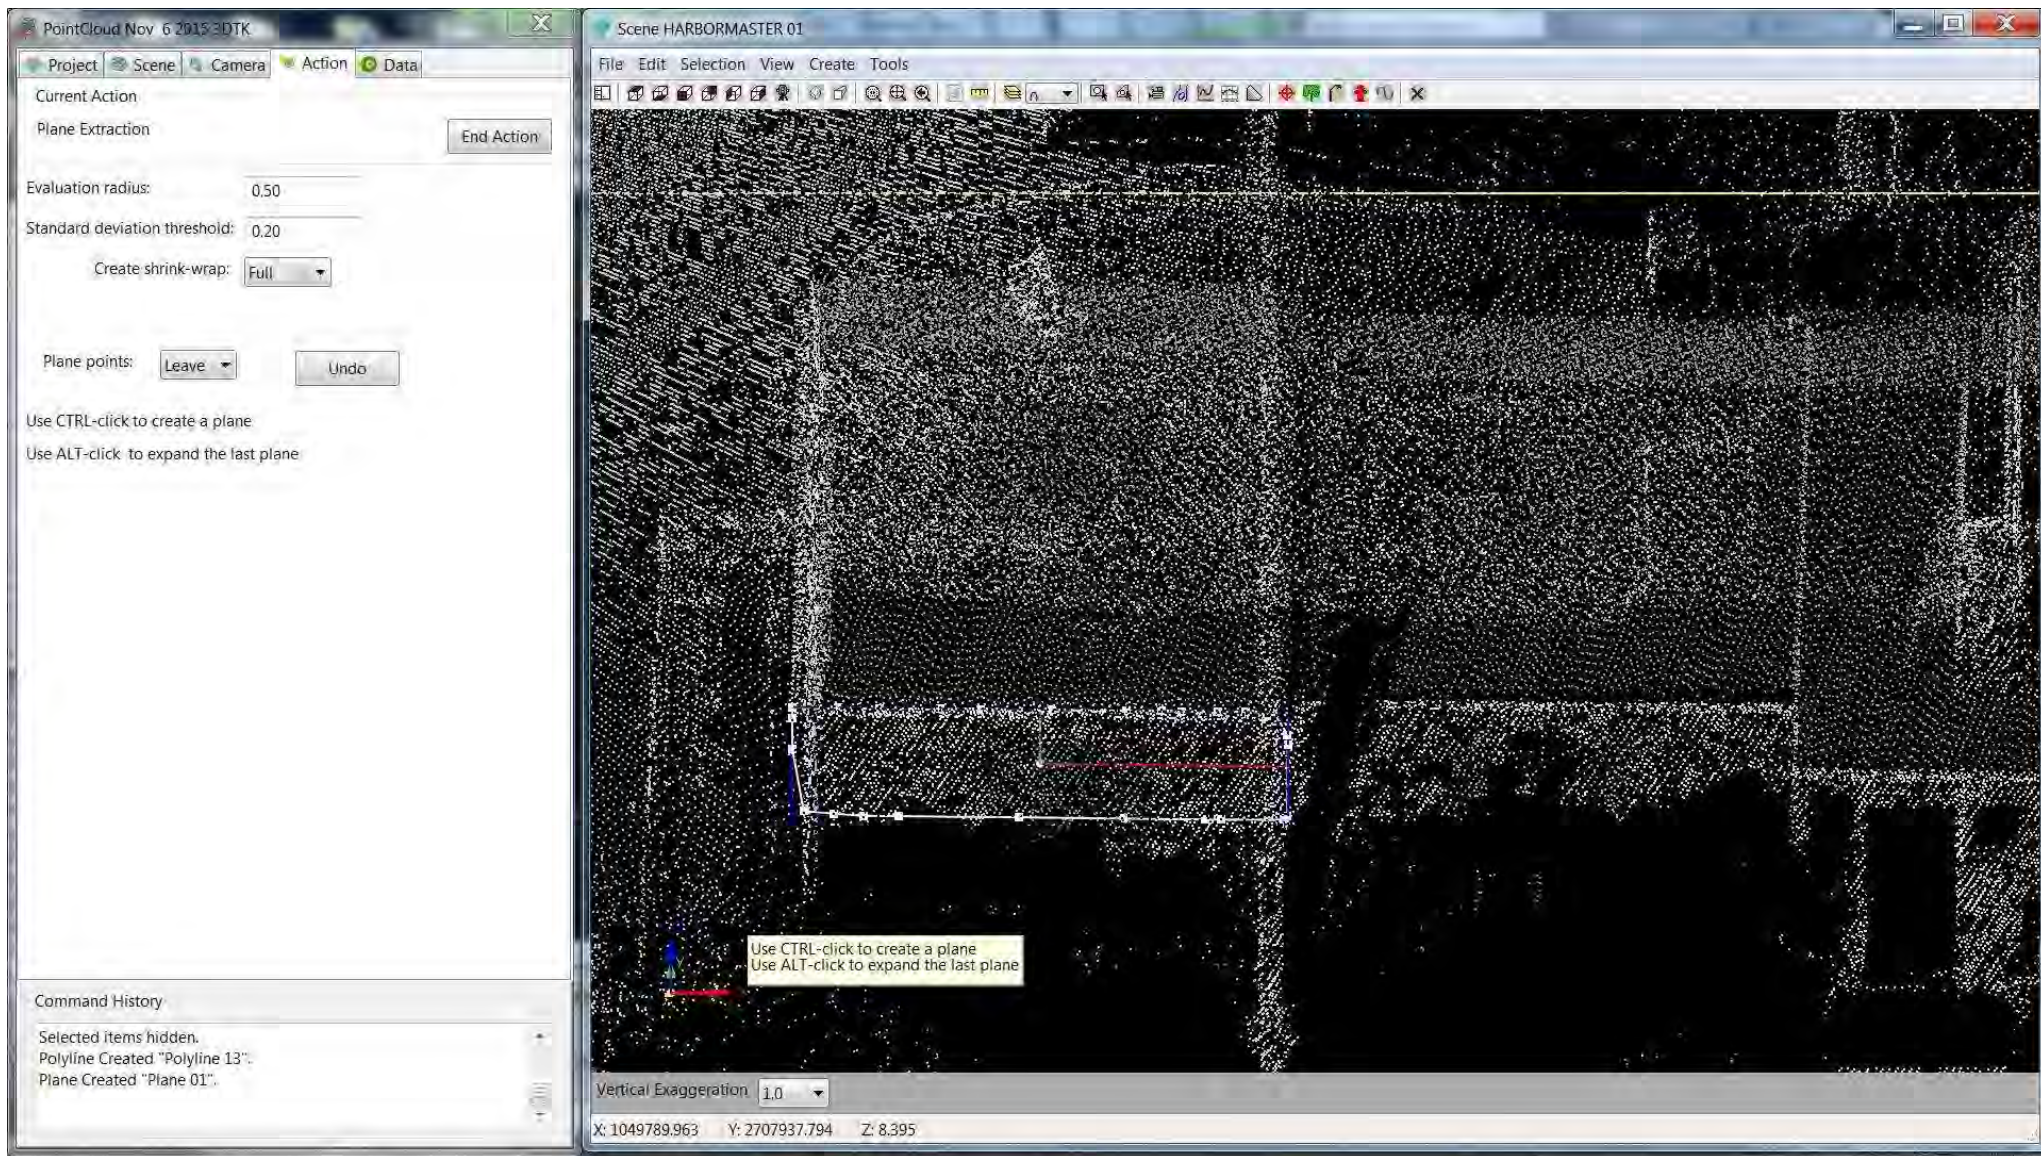 PointCloud Nov 6 2015 3DTK
Project Scene Camera Action Data
Current Action
Plane Extraction
End Action
Evaluation radius: 0.50
Standard deviation threshold: 0.20
Create shrink-wrap: Full
Plane points: Leave Undo
Use CTRL-click to create a plane
Use ALT-click to expand the last plane
Command History
Selected items hidden.
Polyline Created "Polyline 13".
Plane Created "Plane 01".
Scene HARBORMASTER 01
File Edit Selection View Create Tools
Use CTRL-click to create a plane
Use ALT-click to expand the last plane
Vertical Exaggeration 1.0
X: 1049789.963 Y: 2707937.794 Z: 8.395